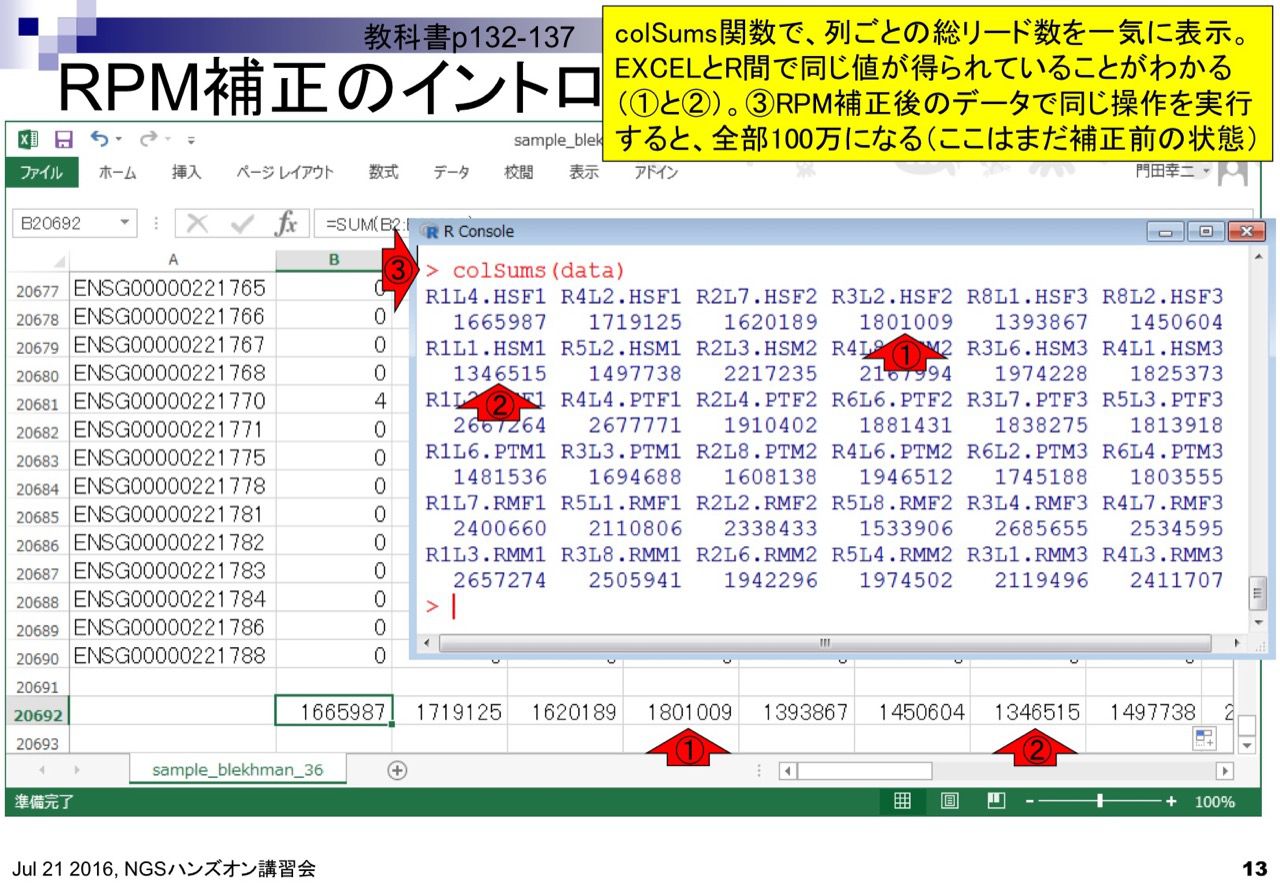 教科書p132-137
RPM補正のイントロ
colSums関数で、列ごとの総リード数を一気に表示。
EXCELとR間で同じ値が得られていることがわかる
（①と②）。③RPM補正後のデータで同じ操作を実行
すると、全部100万になる（ここはまだ補正前の状態）
sample_blek
ファイル ホーム 挿入 ページ レイアウト 数式 データ 校閲 表示 アドイン 門田幸二
B20692 fx =SUM(B2:
R Console
A B
③
> colSums(data)
R1L4.HSF1 R4L2.HSF1 R2L7.HSF2 R3L2.HSF2 R8L1.HSF3 R8L2.HSF3
1665987 1719125 1620189 1801009 1393867 1450604
R1L1.HSM1 R5L2.HSM1 R2L3.HSM2 R4L8 M2 R3L6.HSM3 R4L1.HSM3
①
1346515 1497738 2217235 2167994 1974228 1825373
R1L2 F1 R4L4.PTF1 R2L4.PTF2 R6L6.PTF2 R3L7.PTF3 R5L3.PTF3
②
2667264 2677771 1910402 1881431 1838275 1813918
R1L6.PTM1 R3L3.PTM1 R2L8.PTM2 R4L6.PTM2 R6L2.PTM3 R6L4.PTM3
1481536 1694688 1608138 1946512 1745188 1803555
R1L7.RMF1 R5L1.RMF1 R2L2.RMF2 R5L8.RMF2 R3L4.RMF3 R4L7.RMF3
2400660 2110806 2338433 1533906 2685655 2534595
R1L3.RMM1 R3L8.RMM1 R2L6.RMM2 R5L4.RMM2 R3L1.RMM3 R4L3.RMM3
2657274 2505941 1942296 1974502 2119496 2411707
>
20677 ENSG00000221765 0
20678 ENSG00000221766 0
20679 ENSG00000221767 0
20680 ENSG00000221768 0
20681 ENSG00000221770 4
20682 ENSG00000221771 0
20683 ENSG00000221775 0
20684 ENSG00000221778 0
20685 ENSG00000221781 0
20686 ENSG00000221782 0
20687 ENSG00000221783 0
20688 ENSG00000221784 0
20689 ENSG00000221786 0
20690 ENSG00000221788 0
20691
20692 1665987 1719125 1620189 1801009 1393867 1450604 1346515 1497738 2
20693
① ②
sample_blekhman_36
準備完了 100%
Jul 21 2016, NGSハンズオン講習会 13